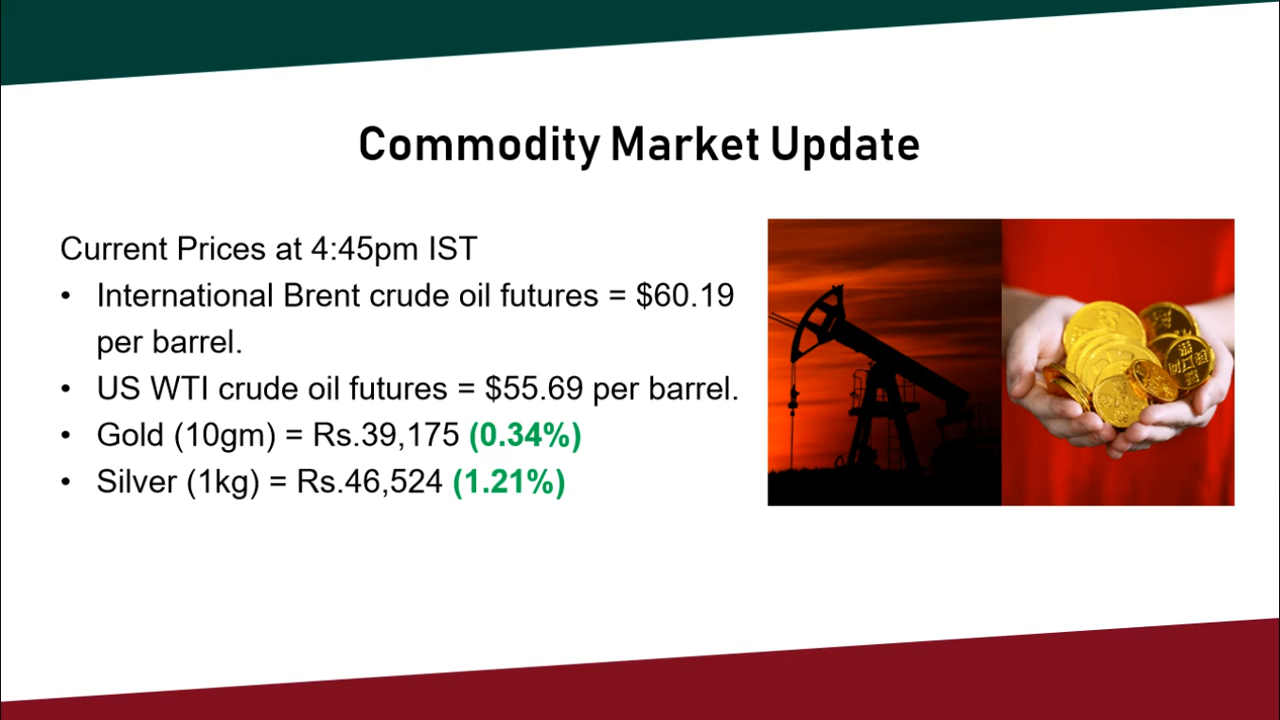 Commodity Market Update
Current Prices at 4:45pm IST
• International Brent crude oil futures = $60.19
per barrel.
• US WTI crude oil futures = $55.69 per barrel.
• Gold (10gm) = Rs.39,175 (0.34%)
• Silver (1kg) = Rs.46,524 (1.21%)